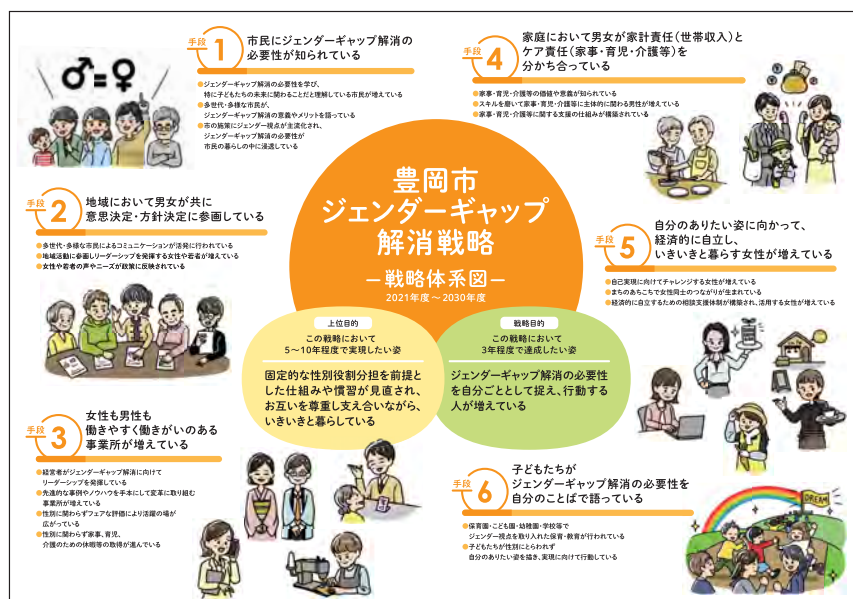 手段
1
市民にジェンダーギャップ解消の
必要性が知られている
●ジェンダーギャップ解消の必要性を学び、
特に子どもたちの未来に関わることだと理解している市民が増えている
●多世代・多様な市民が、
ジェンダーギャップ解消の意義やメリットを語っている
●市の施策にジェンダー視点が主流化され、
ジェンダーギャップ解消の必要性が
市民の暮らしの中に浸透している
♂=♀
手段
2
地域において男女が共に
意思決定・方針決定に参画している
●多世代・多様な市民によるコミュニケーションが活発に行われている
●地域活動に参画しリーダーシップを発揮する女性や若者が増えている
●女性や若者の声やニーズが政策に反映されている
手段
3
女性も男性も
働きやすく働きがいのある
事業所が増えている
●経営者がジェンダーギャップ解消に向けて
リーダーシップを発揮している
●先進的な事例やノウハウを手本にして変革に取り組む
事業所が増えている
●性別に関わらずフェアな評価により活躍の場が
広がっている
●性別に関わらず家事、育児、
介護のための休暇等の取得が進んでいる
豊岡市
ジェンダーギャップ
解消戦略
ー戦略体系図ー
2021年度〜2030年度
上位目的
この戦略において
5〜10年程度で実現したい姿
固定的な性別役割分担を前提
とした仕組みや慣習が見直され、
お互いを尊重し支え合いながら、
いきいきと暮らしている
戦略目的
この戦略において
3年程度で達成したい姿
ジェンダーギャップ解消の必要性
を自分ごととして捉え、行動する
人が増えている
手段
4
家庭において男女が家計責任（世帯収入）と
ケア責任（家事・育児・介護等）を
分かち合っている
●家事・育児・介護等の価値や意義が知られている
●スキルを磨いて家事・育児・介護等に主体的に関わる男性が増えている
●家事・育児・介護等に関する支援の仕組みが構築されている
手段
5
自分のありたい姿に向かって、
経済的に自立し、
いきいきと暮らす女性が増えている
●自己実現に向けてチャレンジする女性が増えている
●まちのあちこちで女性同士のつながりが生まれている
●経済的に自立するための相談支援体制が構築され、活用する女性が増えている
手段
6
子どもたちが
ジェンダーギャップ解消の必要性を
自分のことばで語っている
●保育園・こども園・幼稚園・学校等で
ジェンダー視点を取り入れた保育・教育が行われている
●子どもたちが性別にとらわれず
自分のありたい姿を描き、実現に向けて行動している
DREAM